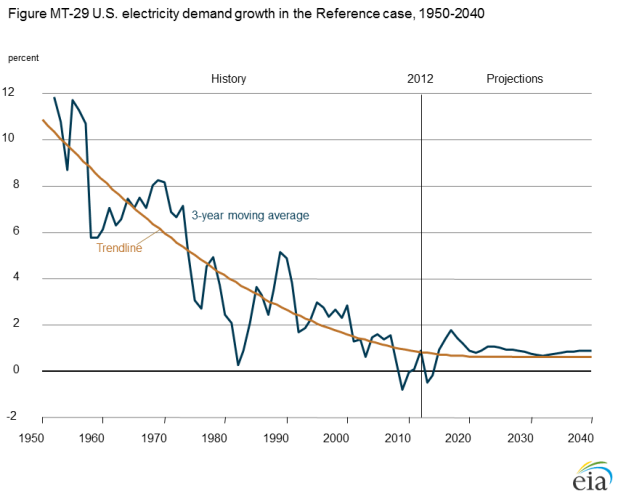 Figure MT-29 U.S. electricity demand growth in the Reference case, 1950-2040
percent
History 2012 Projections
12
10
8
6
4
2
0
-2
3-year moving average
Trendline
1950 1960 1970 1980 1990 2000 2010 2020 2030 2040
eia